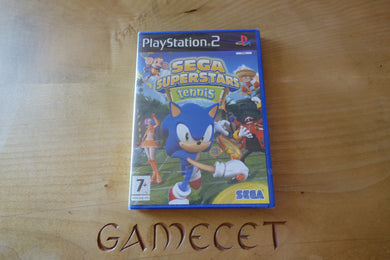 PlayStation 2
SEGA
SUPERSTARS
tennis
7+
SEGA
GAMECET